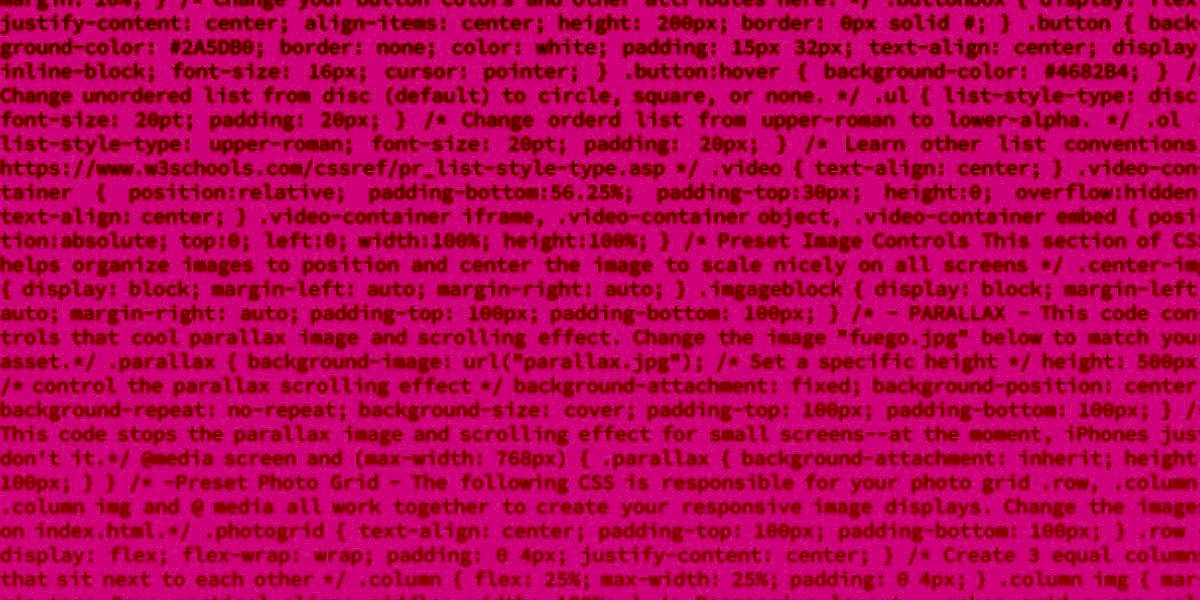 margin: 10%; } /* Change your button colors and other attributes here. */ .buttonbox { display: flex
justify-content: center; align-items: center; height: 200px; border: 0px solid #; } .button { back
ground-color: #2A5DB0; border: none; color: white; padding: 15px 32px; text-align: center; display
inline-block; font-size: 16px; cursor: pointer; } .button:hover { background-color: #4682B4; } /
Change unordered list from disc (default) to circle, square, or none. */ .ul { list-style-type: disc
font-size: 20pt; padding: 20px; } /* Change orderd list from upper-roman to lower-alpha. */ .ol
list-style-type: upper-roman; font-size: 20pt; padding: 20px; } /* Learn other list conventions
https://www.w3schools.com/cssref/pr_list-style-type.asp */ .video { text-align: center; } .video-con
tainer { position:relative; padding-bottom:56.25%; padding-top:30px; height:0; overflow:hidden
text-align: center; } .video-container iframe, .video-container object, .video-container embed { posi
tion:absolute; top:0; left:0; width:100%; height:100%; } /* Preset Image Controls This section of CS
helps organize images to position and center the image to scale nicely on all screens */ .center-im
{ display: block; margin-left: auto; margin-right: auto; } .imgageblock { display: block; margin-left
auto; margin-right: auto; padding-top: 100px; padding-bottom: 100px; } /* - PARALLAX - This code con
trols that cool parallax image and scrolling effect. Change the image "fuego.jpg" below to match you
asset.*/ .parallax { background-image: url("parallax.jpg"); /* Set a specific height */ height: 500px
/* control the parallax scrolling effect */ background-attachment: fixed; background-position: center
background-repeat: no-repeat; background-size: cover; padding-top: 100px; padding-bottom: 100px; } /
This code stops the parallax image and scrolling effect for small screens--at the moment, iPhones jus
don't it.*/ @media screen and (max-width: 768px) { .parallax { background-attachment: inherit; height
100px; } } /* -Preset Photo Grid - The following CSS is responsible for your photo grid .row, .column
.column img and @ media all work together to create your responsive image displays. Change the image
on index.html.*/ .photogrid { text-align: center; padding-top: 100px; padding-bottom: 100px; } .row
display: flex; flex-wrap: wrap; padding: 0 4px; justify-content: center; } /* Create 3 equal column
that sit next to each other */ .column { flex: 25%; max-width: 25%; padding: 0 4px; } .column img { mar